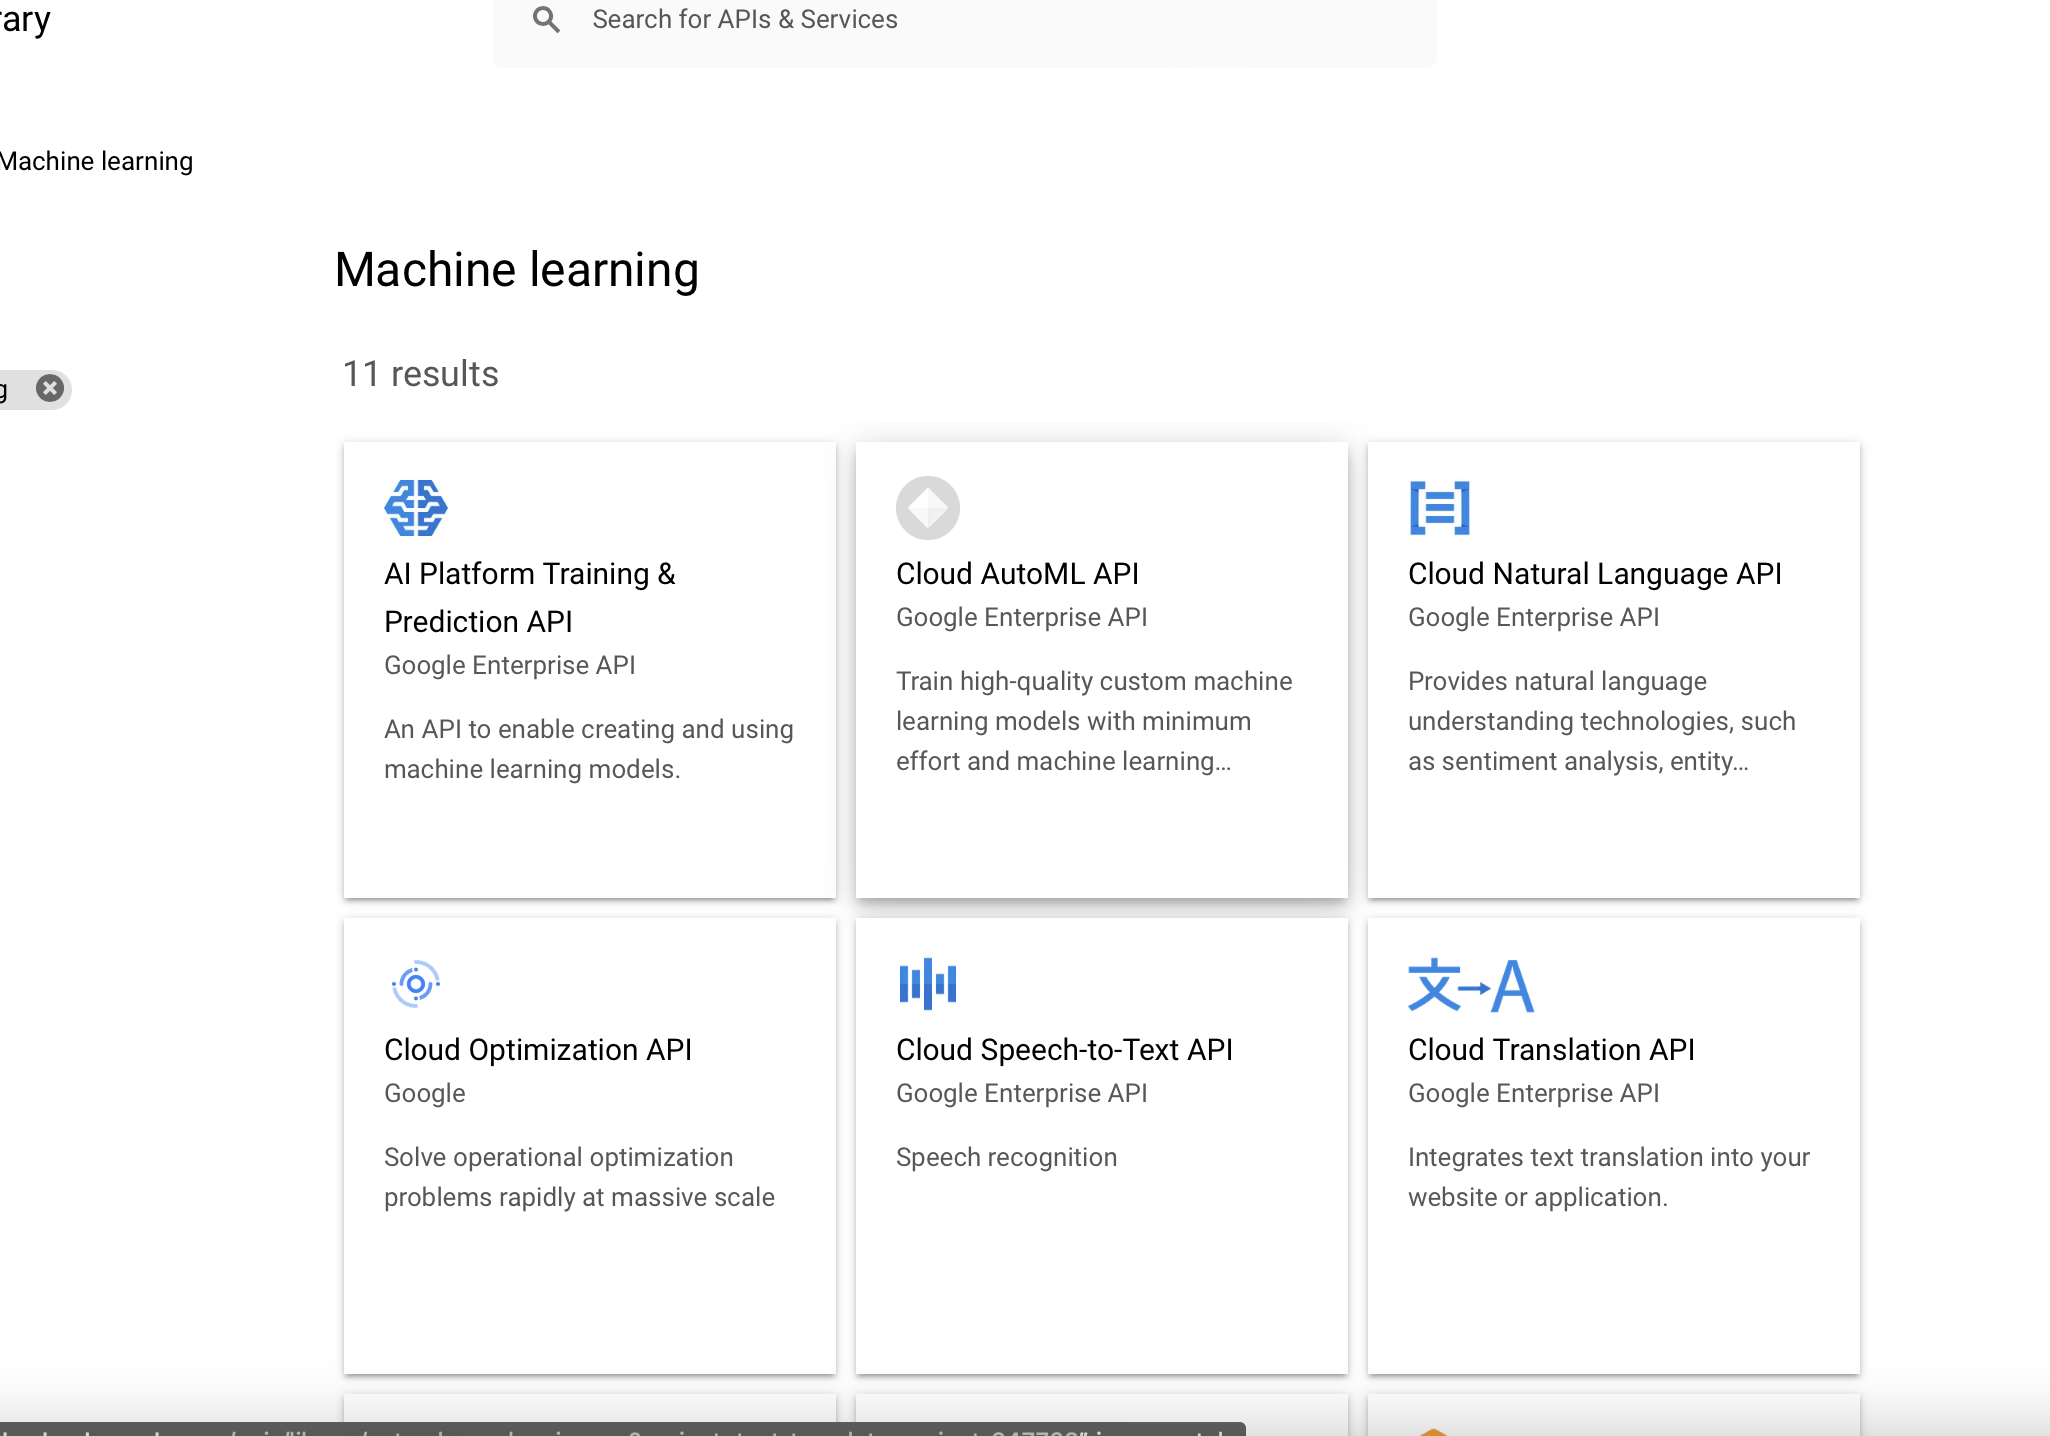 rary
Search for APIs & Services
Machine learning
Machine learning
11 results
g
AI Platform Training &
Prediction API
Google Enterprise API
An API to enable creating and using
machine learning models.
Cloud AutoML API
Google Enterprise API
Train high-quality custom machine
learning models with minimum
effort and machine learning…
Cloud Natural Language API
Google Enterprise API
Provides natural language
understanding technologies, such
as sentiment analysis, entity…
Cloud Optimization API
Google
Solve operational optimization
problems rapidly at massive scale
文→A
Cloud Speech-to-Text API
Google Enterprise API
Speech recognition
Cloud Translation API
Google Enterprise API
Integrates text translation into your
website or application.